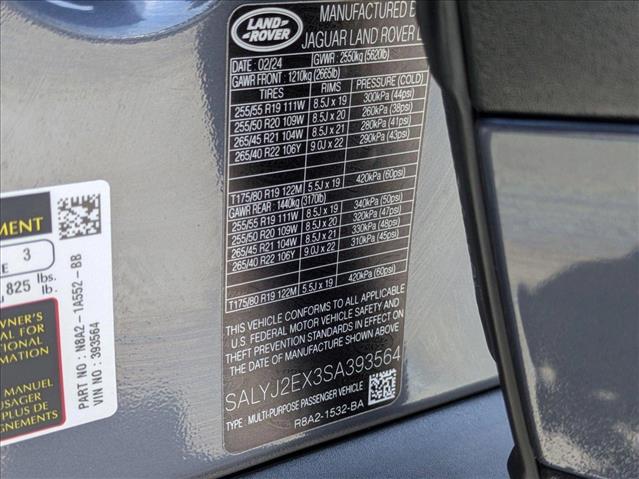 LAND-
ROVER
MANUFACTURED
JAGUAR LAND ROVER
DATE : 02/24 GVWR : 2550kg (5620lb)
GAWR FRONT : 1210kg (2665lb)
TIRES RIMS PRESSURE (COLD)
255/55 R19 111W 8.5J x 19 300kPa (44psi)
255/50 R20 109W 8.5J x 20 260kPa (38psi)
265/45 R21 104W 8.5J x 21 280kPa (41psi)
265/40 R22 106Y 9.0J x 22 290kPa (43psi)
T175/80 R19 122M 5.5J x 19 420kPa (60psi)
GAWR REAR : 1440kg (3170lb)
255/55 R19 111W 8.5J x 19 340kPa (50psi)
255/50 R20 109W 8.5J x 20 320kPa (47psi)
265/45 R21 104W 8.5J x 21 330kPa (48psi)
265/40 R22 106Y 9.0J x 22 310kPa (45psi)
T175/80 R19 122M 5.5J x 19 420kPa (60psi)
THIS VEHICLE CONFORMS TO ALL APPLICABLE
U.S. FEDERAL MOTOR VEHICLE SAFETY AND
THEFT PREVENTION STANDARDS IN EFFECT ON
THE DATE OF MANUFACTURE
SALYJ2EX3SA393564
TYPE : MULTI-PURPOSE PASSENGER VEHICLE
R8A2-1532-BA
3
825 lbs.
lb.
FOR
MANUEL
PLUS
PART NO : N8A2-1A552-BB
VIN NO : 393564